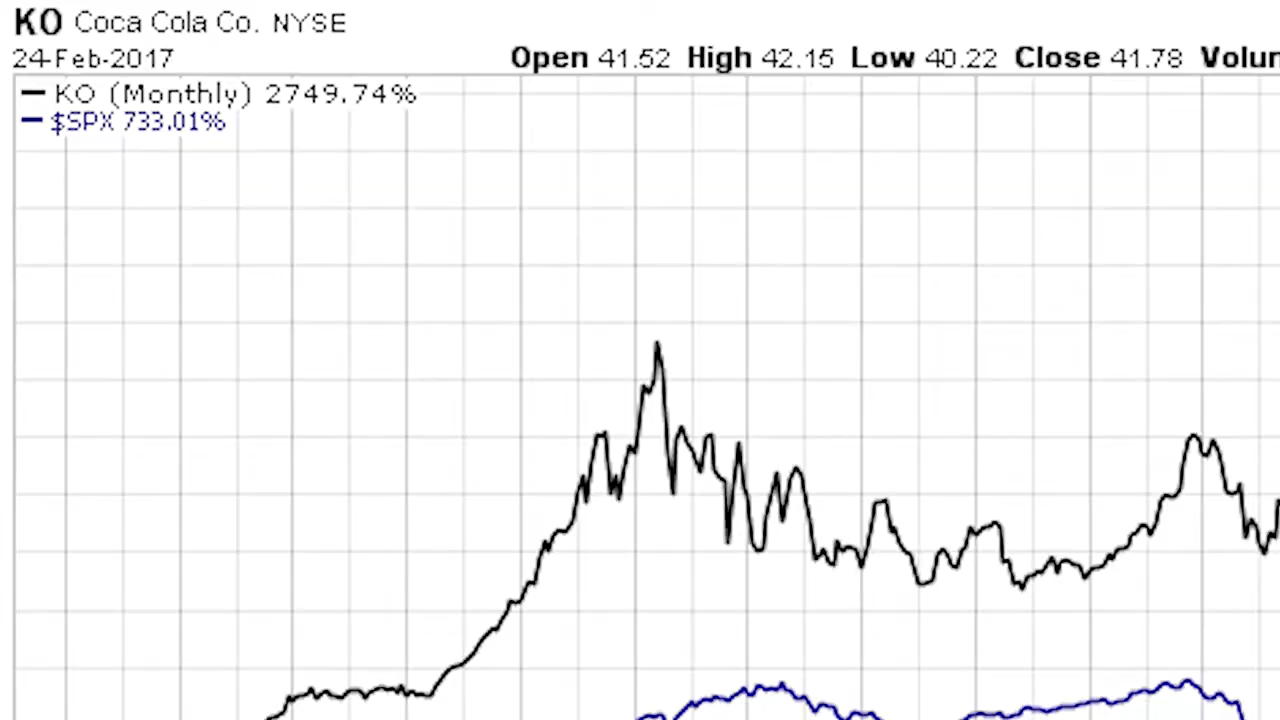 KO Coca Cola Co. NYSE
24-Feb-2017 Open 41.52 High 42.15 Low 40.22 Close 41.78
KO (Monthly) 2749.74%
$SPX 733.01%